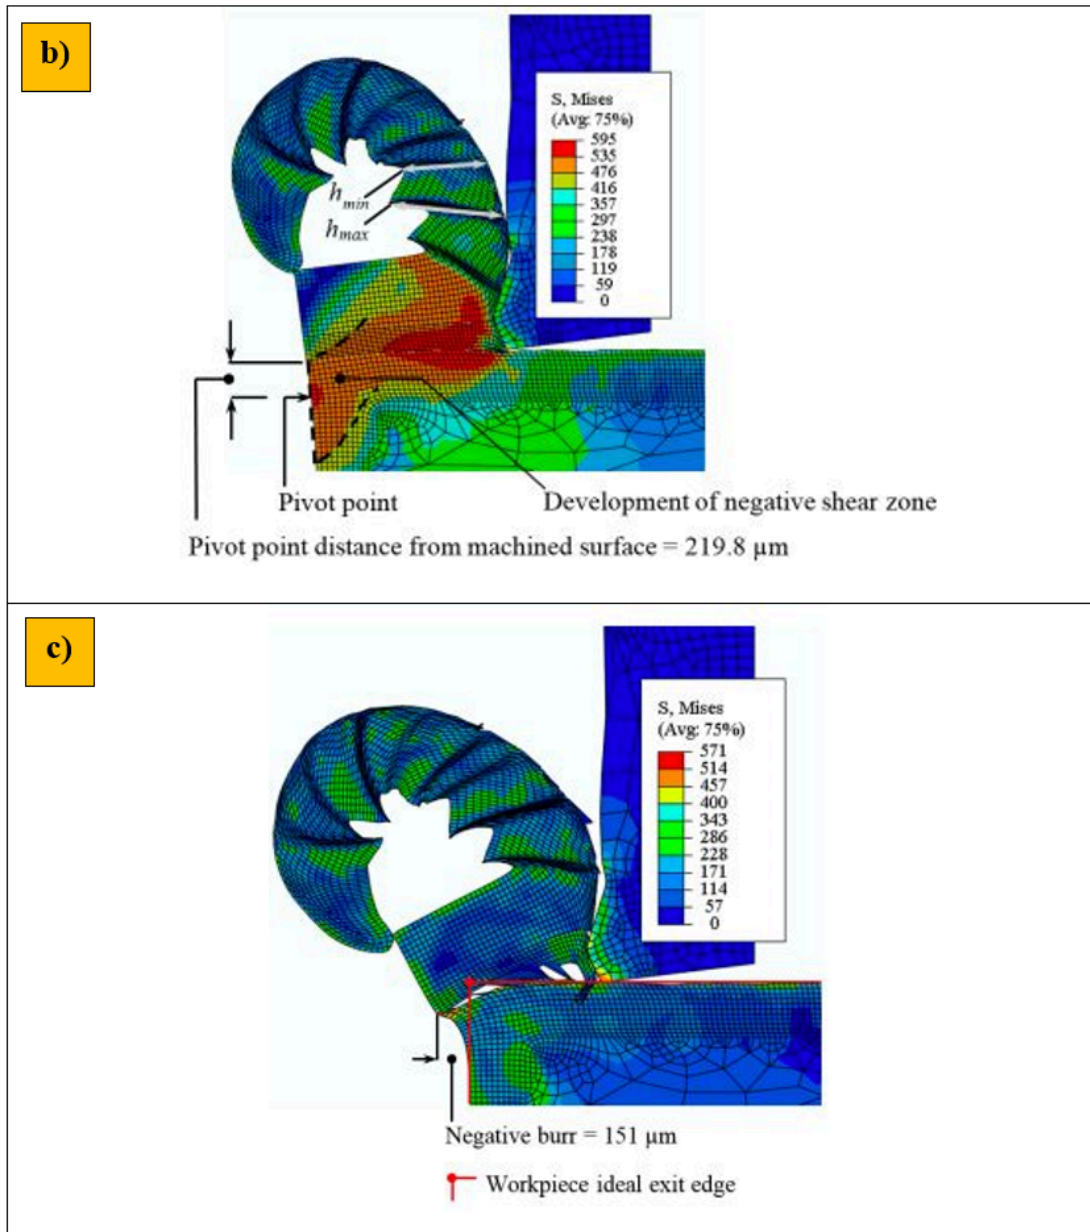 b)
S, Mises
(Avg: 75%)
595
535
476
416
357
297
238
178
119
59
0
h_min
h_max
Pivot point
Development of negative shear zone
Pivot point distance from machined surface = 219.8 μm
c)
S, Mises
(Avg: 75%)
571
514
457
400
343
286
228
171
114
57
0
Negative burr = 151 μm
Workpiece ideal exit edge